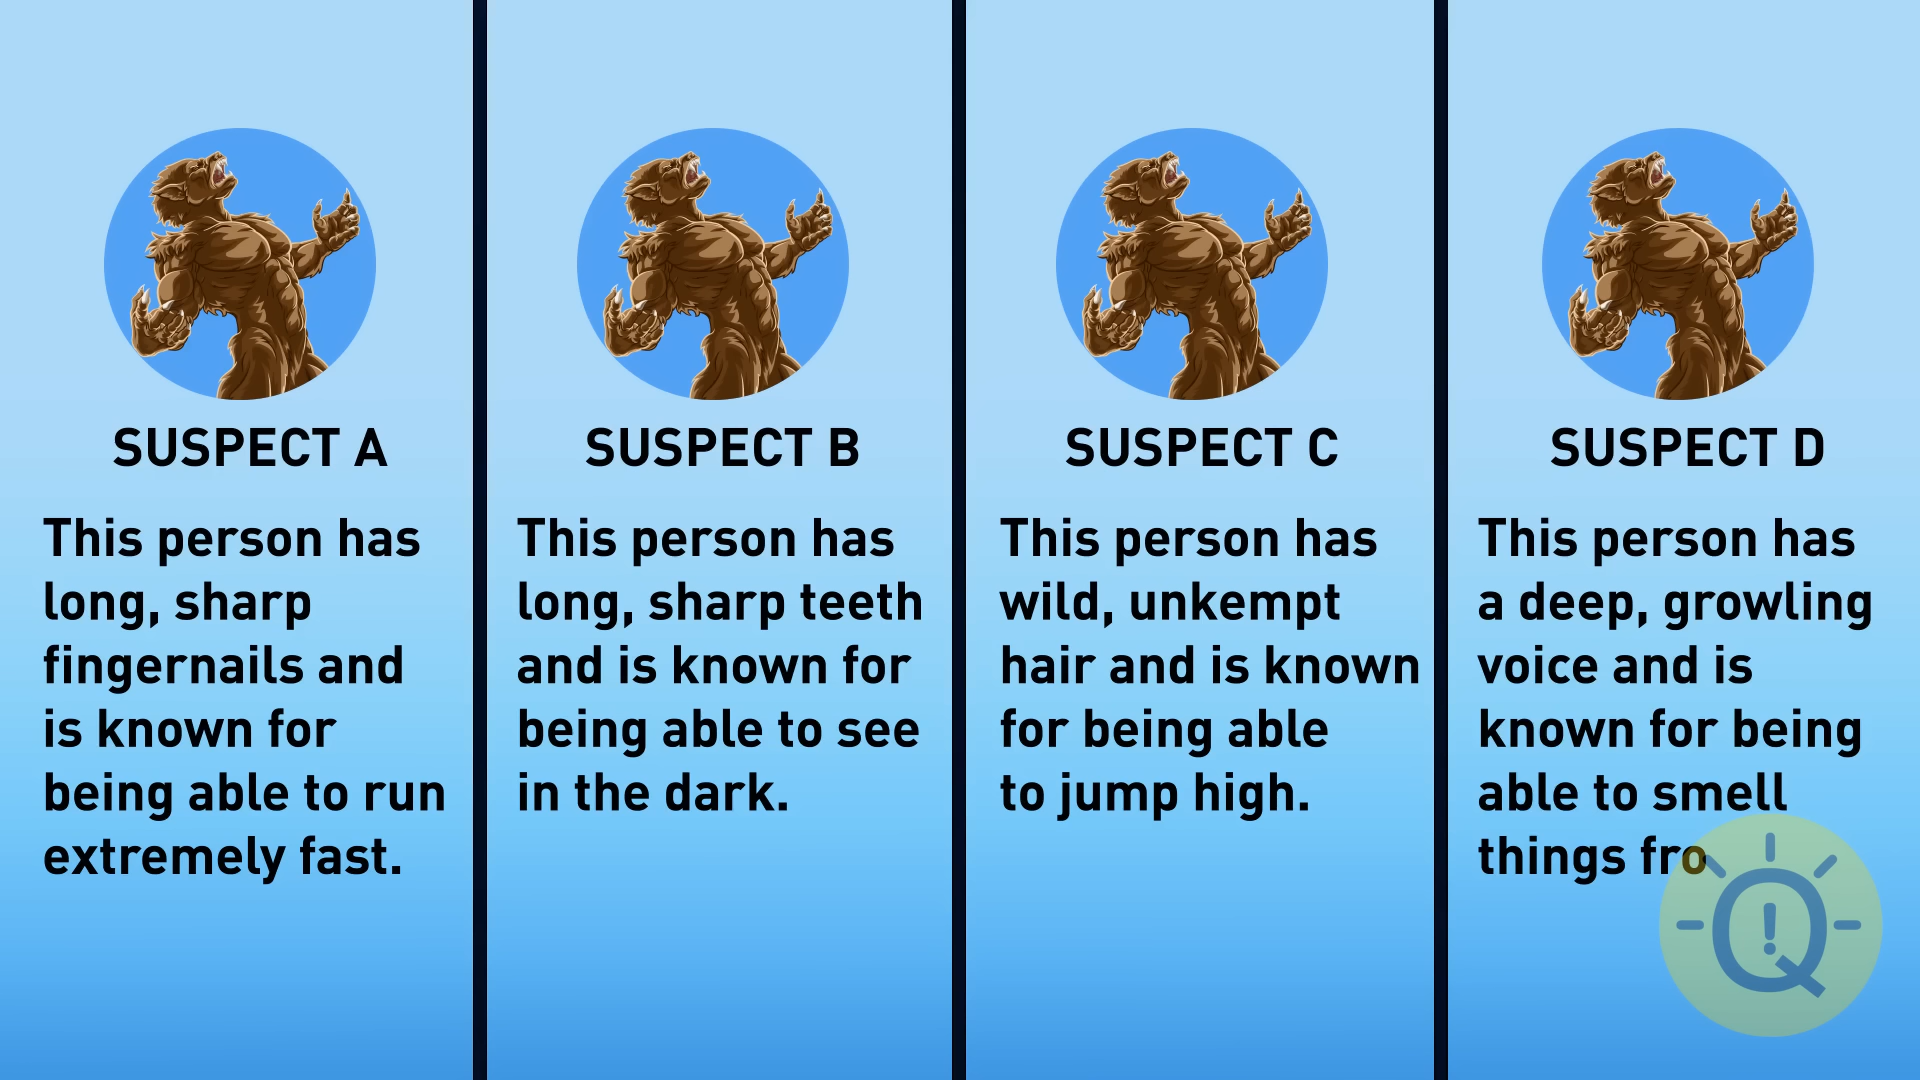 SUSPECT A
This person has
long, sharp
fingernails and
is known for
being able to run
extremely fast.
SUSPECT B
This person has
long, sharp teeth
and is known for
being able to see
in the dark.
SUSPECT C
This person has
wild, unkempt
hair and is known
for being able
to jump high.
SUSPECT D
This person has
a deep, growling
voice and is
known for being
able to smell
things fro
Q!